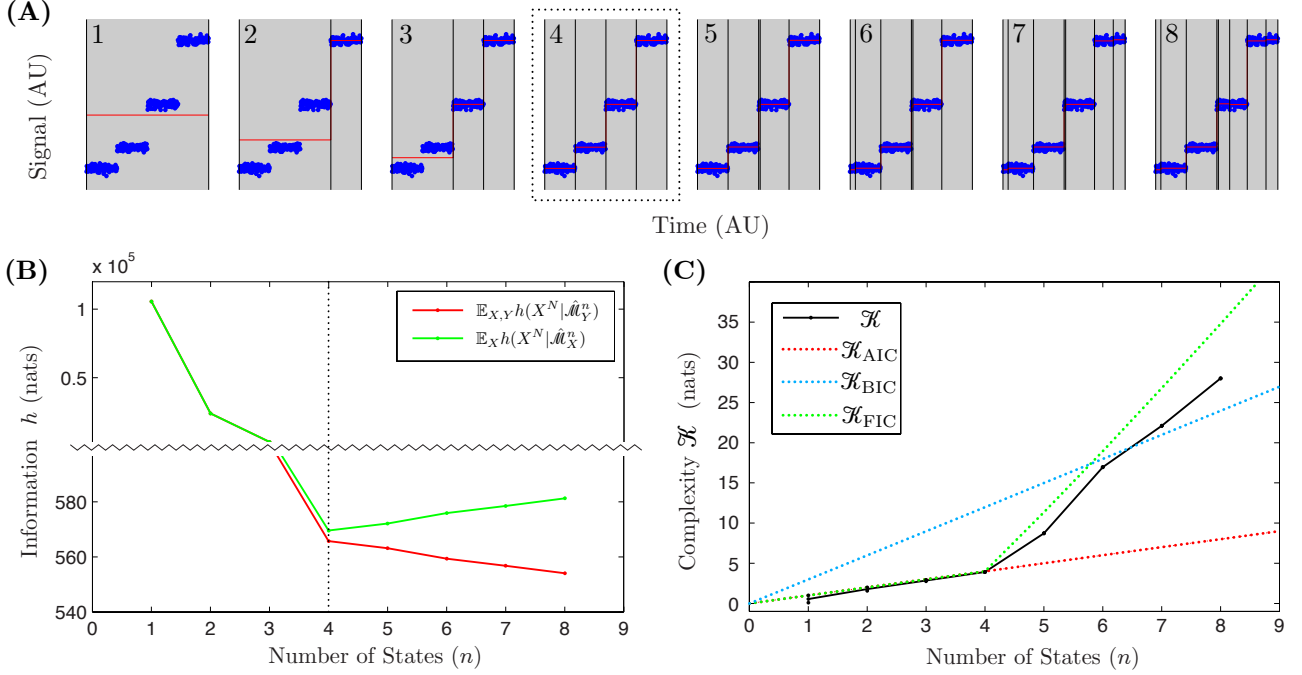 (A)
1 2 3 4 5 6 7 8
Signal (AU)
Time (AU)
(B)
x 10⁵
1
0.5
580
560
540
0 1 2 3 4 5 6 7 8 9
Information h (nats)
Number of States (n)
𝔼_{X,Y}h(X^N|ℳ̂^n_Y)
𝔼_Xh(X^N|ℳ̂^n_X)
(C)
35
30
25
20
15
10
5
0
0 1 2 3 4 5 6 7 8 9
Complexity 𝒦 (nats)
Number of States (n)
𝒦
𝒦_AIC
𝒦_BIC
𝒦_FIC